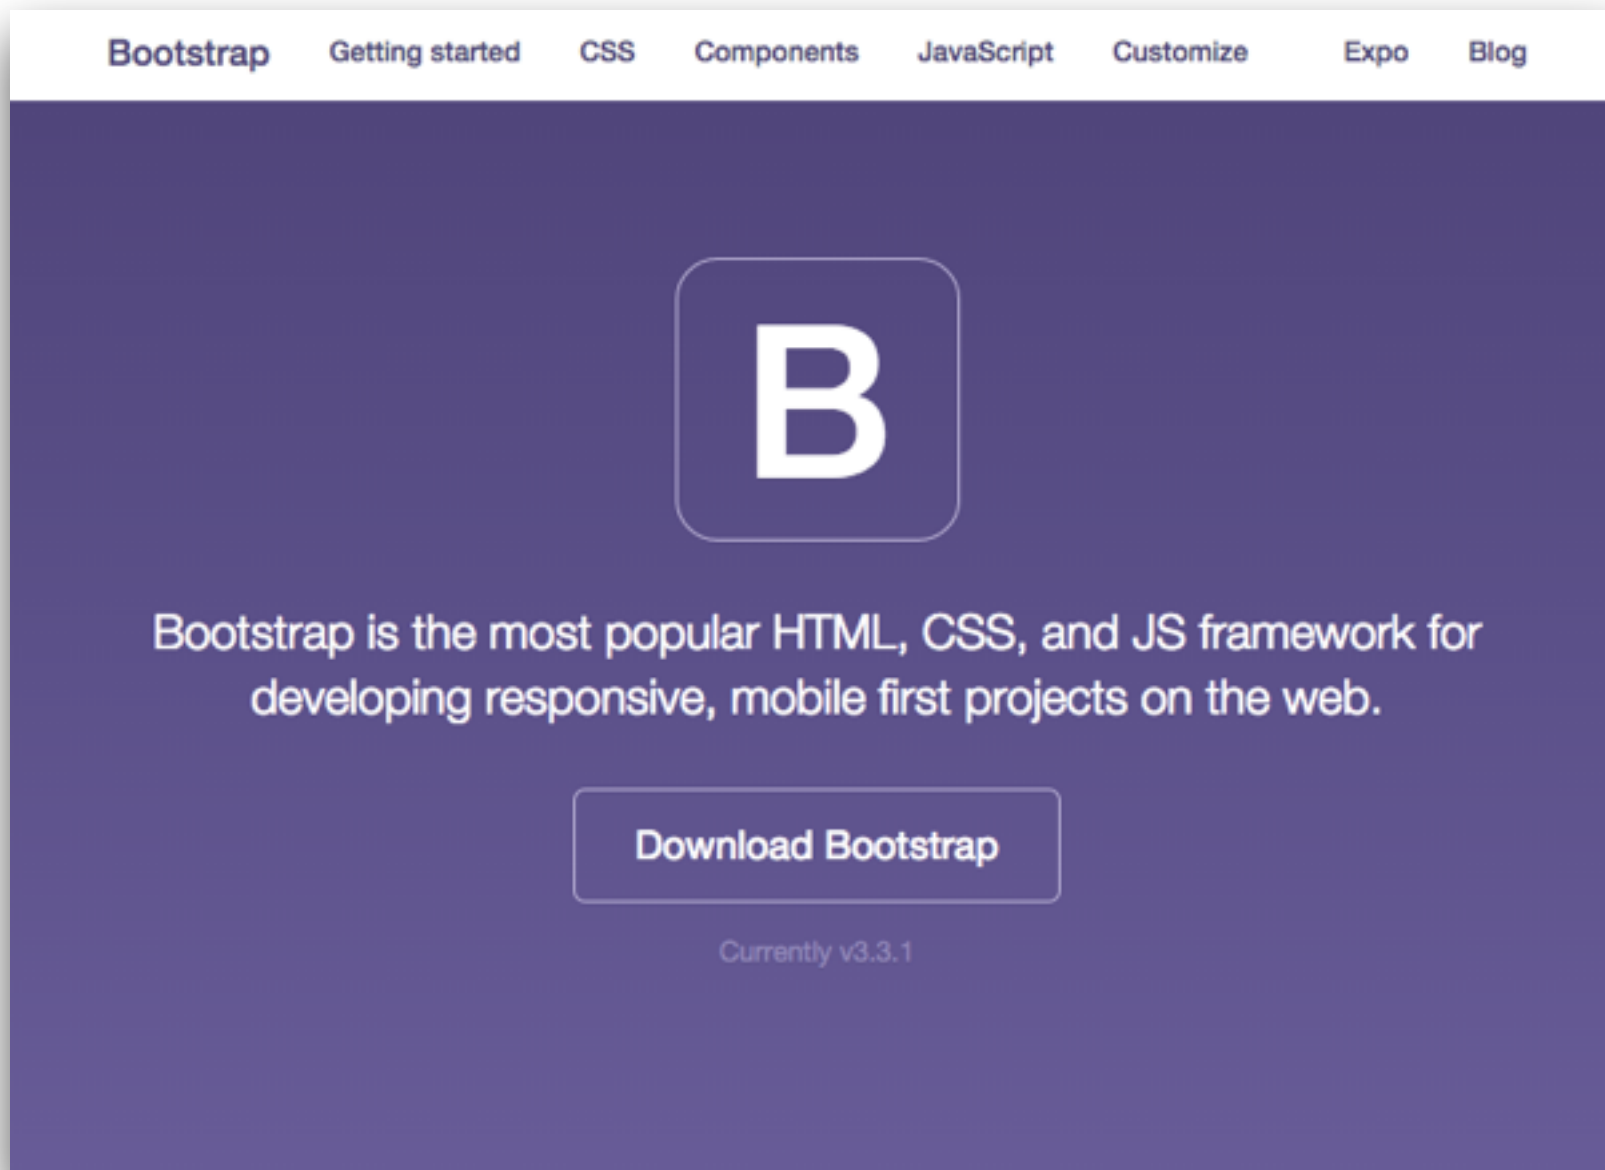 Bootstrap Getting started CSS Components JavaScript Customize Expo Blog
B
Bootstrap is the most popular HTML, CSS, and JS framework for
developing responsive, mobile first projects on the web.
Download Bootstrap
Currently v3.3.1